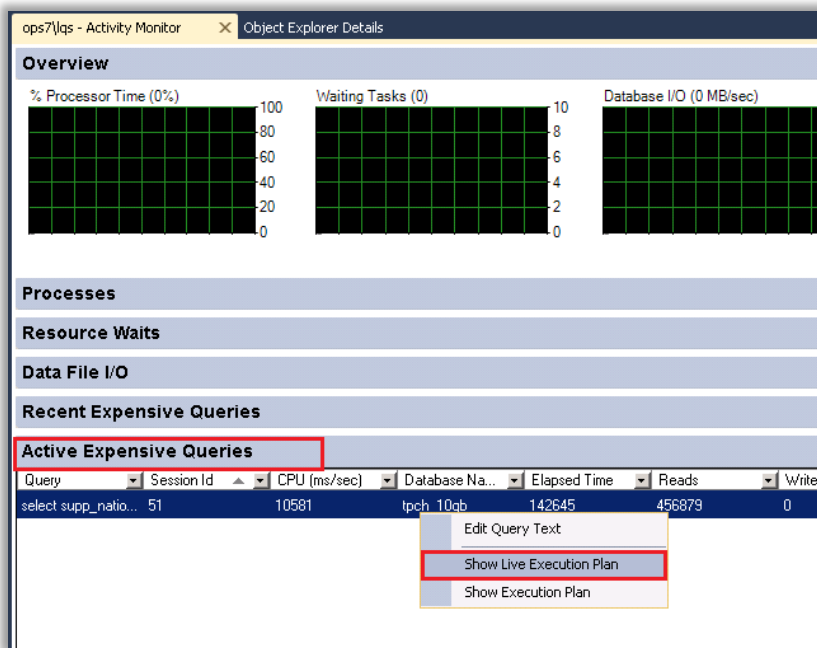 ops7\lqs - Activity Monitor Object Explorer Details
Overview
% Processor Time (0%) Waiting Tasks (0) Database I/O (0 MB/sec)
100 10
80 8
60 6
40 4
20 2
0 0
Processes
Resource Waits
Data File I/O
Recent Expensive Queries
Active Expensive Queries
Query Session Id CPU (ms/sec) Database Na... Elapsed Time Reads Write
select supp_natio... 51 10581 tpch_10gb 142645 456879 0
Edit Query Text
Show Live Execution Plan
Show Execution Plan